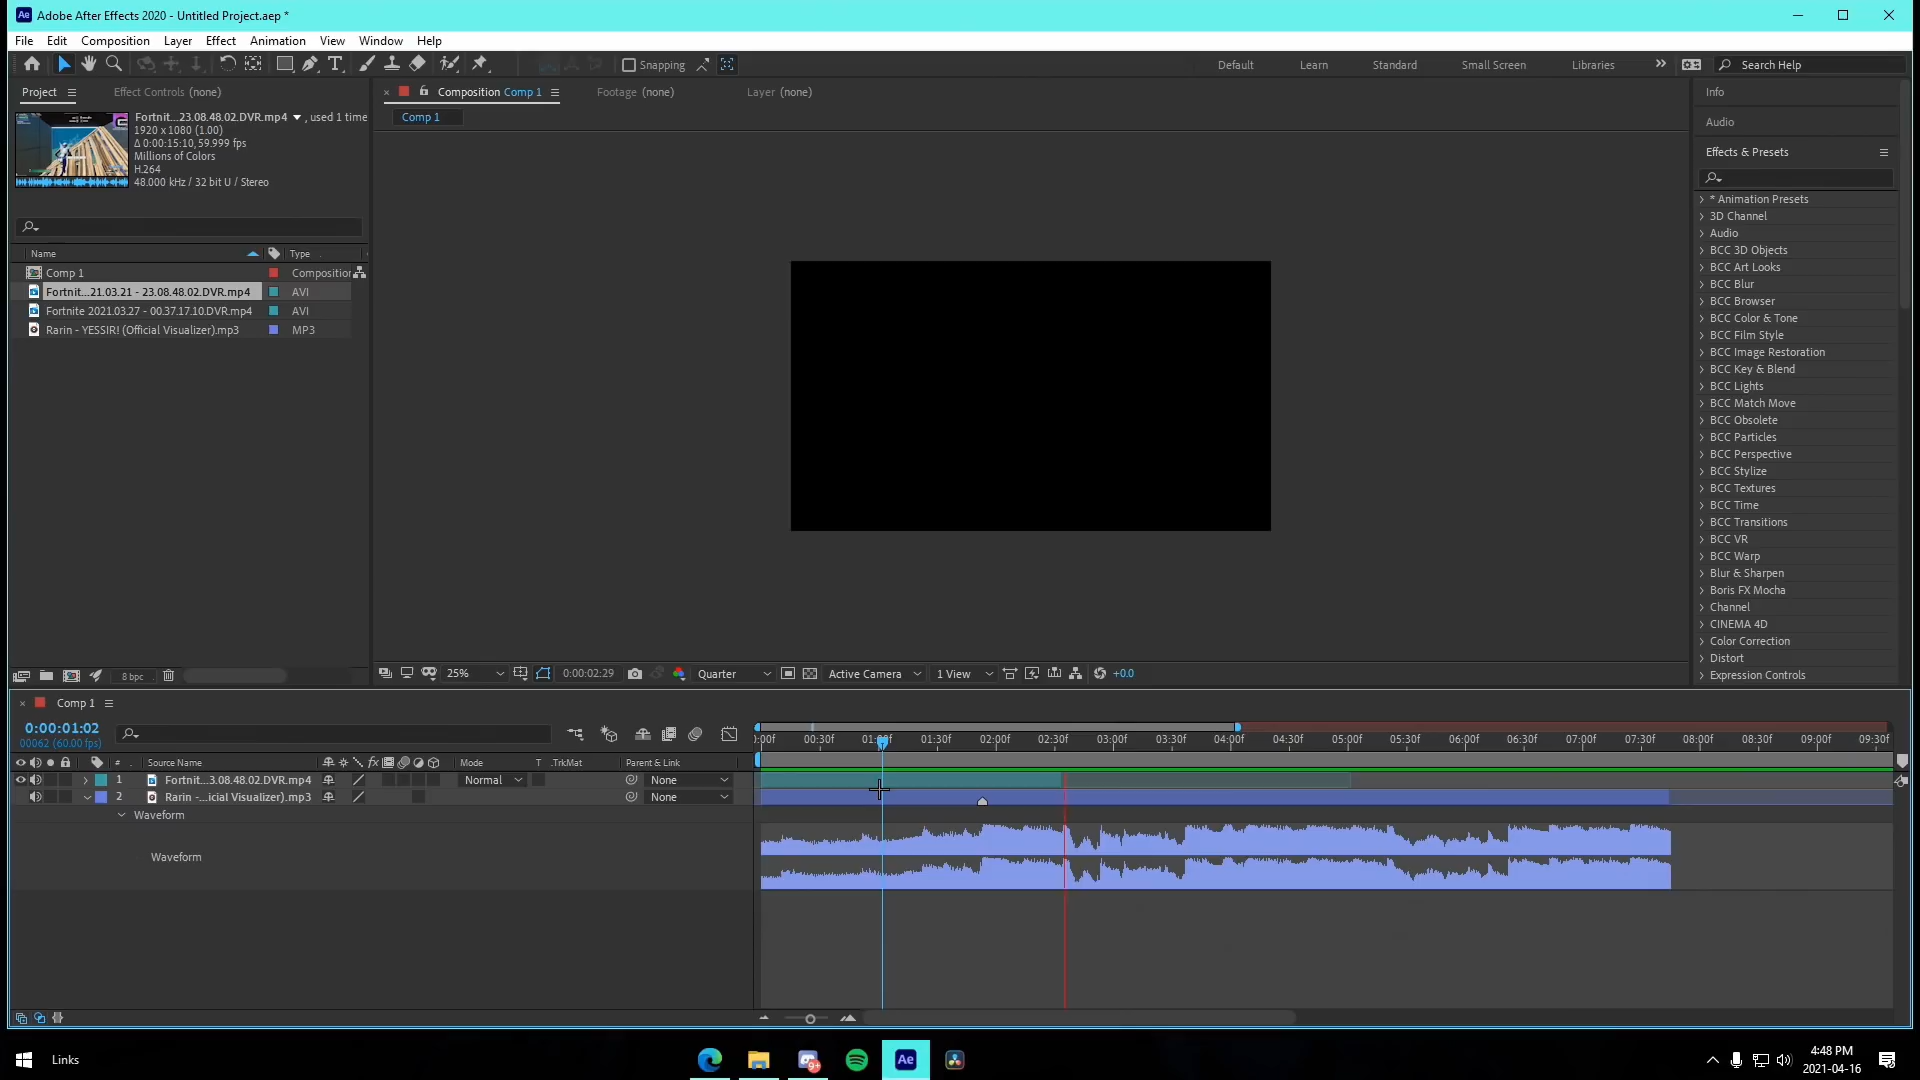 Ae Adobe After Effects 2020 - Untitled Project.aep *
File Edit Composition Layer Effect Animation View Window Help
Snapping Default Learn Standard Small Screen Libraries Search Help
Project Effect Controls (none)
Composition Comp 1 Footage (none) Layer (none)
Info
Comp 1
Fortnit...23.08.48.02.DVR.mp4 , used 1 time
1920 x 1080 (1.00)
Δ 0:00:15:10, 59.999 fps
Millions of Colors
H.264
48.000 kHz / 32 bit U / Stereo
Audio
Effects & Presets
Name Type
Comp 1 Composition
Fortnit...21.03.21 - 23.08.48.02.DVR.mp4 AVI
Fortnite 2021.03.27 - 00.37.17.10.DVR.mp4 AVI
Rarin - YESSIR! (Official Visualizer).mp3 MP3
* Animation Presets
3D Channel
Audio
BCC 3D Objects
BCC Art Looks
BCC Blur
BCC Browser
BCC Color & Tone
BCC Film Style
BCC Image Restoration
BCC Key & Blend
BCC Lights
BCC Match Move
BCC Obsolete
BCC Particles
BCC Perspective
BCC Stylize
BCC Textures
BCC Time
BCC Transitions
BCC VR
BCC Warp
Blur & Sharpen
Boris FX Mocha
Channel
CINEMA 4D
Color Correction
Distort
Expression Controls
8 bpc
25% 0:00:02:29 Quarter Active Camera 1 View +0.0
Comp 1
0:00:01:02
00062 (60.00 fps)
):00f 00:30f 01:00f 01:30f 02:00f 02:30f 03:00f 03:30f 04:00f 04:30f 05:00f 05:30f 06:00f 06:30f 07:00f 07:30f 08:00f 08:30f 09:00f 09:30f
# Source Name fx Mode T .TrkMat Parent & Link
1 Fortnit...3.08.48.02.DVR.mp4 Normal None
2 Rarin -...icial Visualizer).mp3 None
Waveform
Waveform
Links
9+
Ae
4:48 PM
2021-04-16